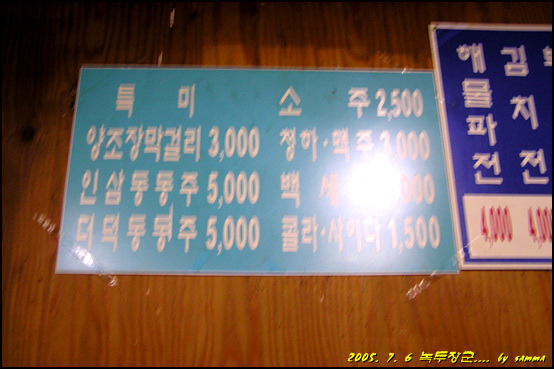 특 미 소 주 2,500
양조장막걸리 3,000 청하·맥주 3,000
인삼동동주 5,000 백 세
더덕동동주 5,000 콜라·사이다 1,500
해물파전 4,000
김치전
2005. 7. 6 녹두장군.... by samma